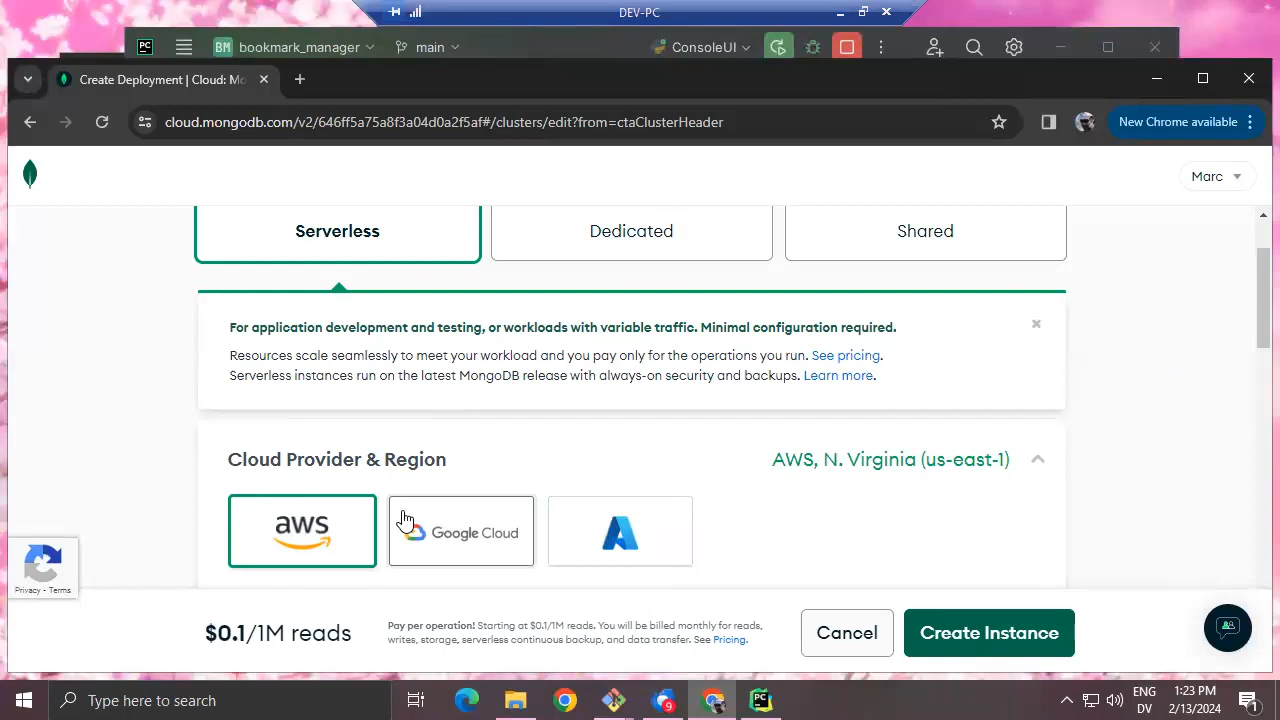 DEV-PC
PC
BM bookmark_manager
main
ConsoleUI
Create Deployment | Cloud: Mo
cloud.mongodb.com/v2/646ff5a75a8f3a04d0a2f5af#/clusters/edit?from=ctaClusterHeader
New Chrome available
Marc
Serverless
Dedicated
Shared
For application development and testing, or workloads with variable traffic. Minimal configuration required.
Resources scale seamlessly to meet your workload and you pay only for the operations you run. See pricing.
Serverless instances run on the latest MongoDB release with always-on security and backups. Learn more.
Cloud Provider & Region
AWS, N. Virginia (us-east-1)
aws
Google Cloud
Privacy - Terms
$0.1/1M reads
Pay per operation! Starting at $0.1/1M reads. You will be billed monthly for reads,
writes, storage, serverless continuous backup, and data transfer. See Pricing.
Cancel
Create Instance
Type here to search
9
PC
ENG
DV
1:23 PM
2/13/2024
1